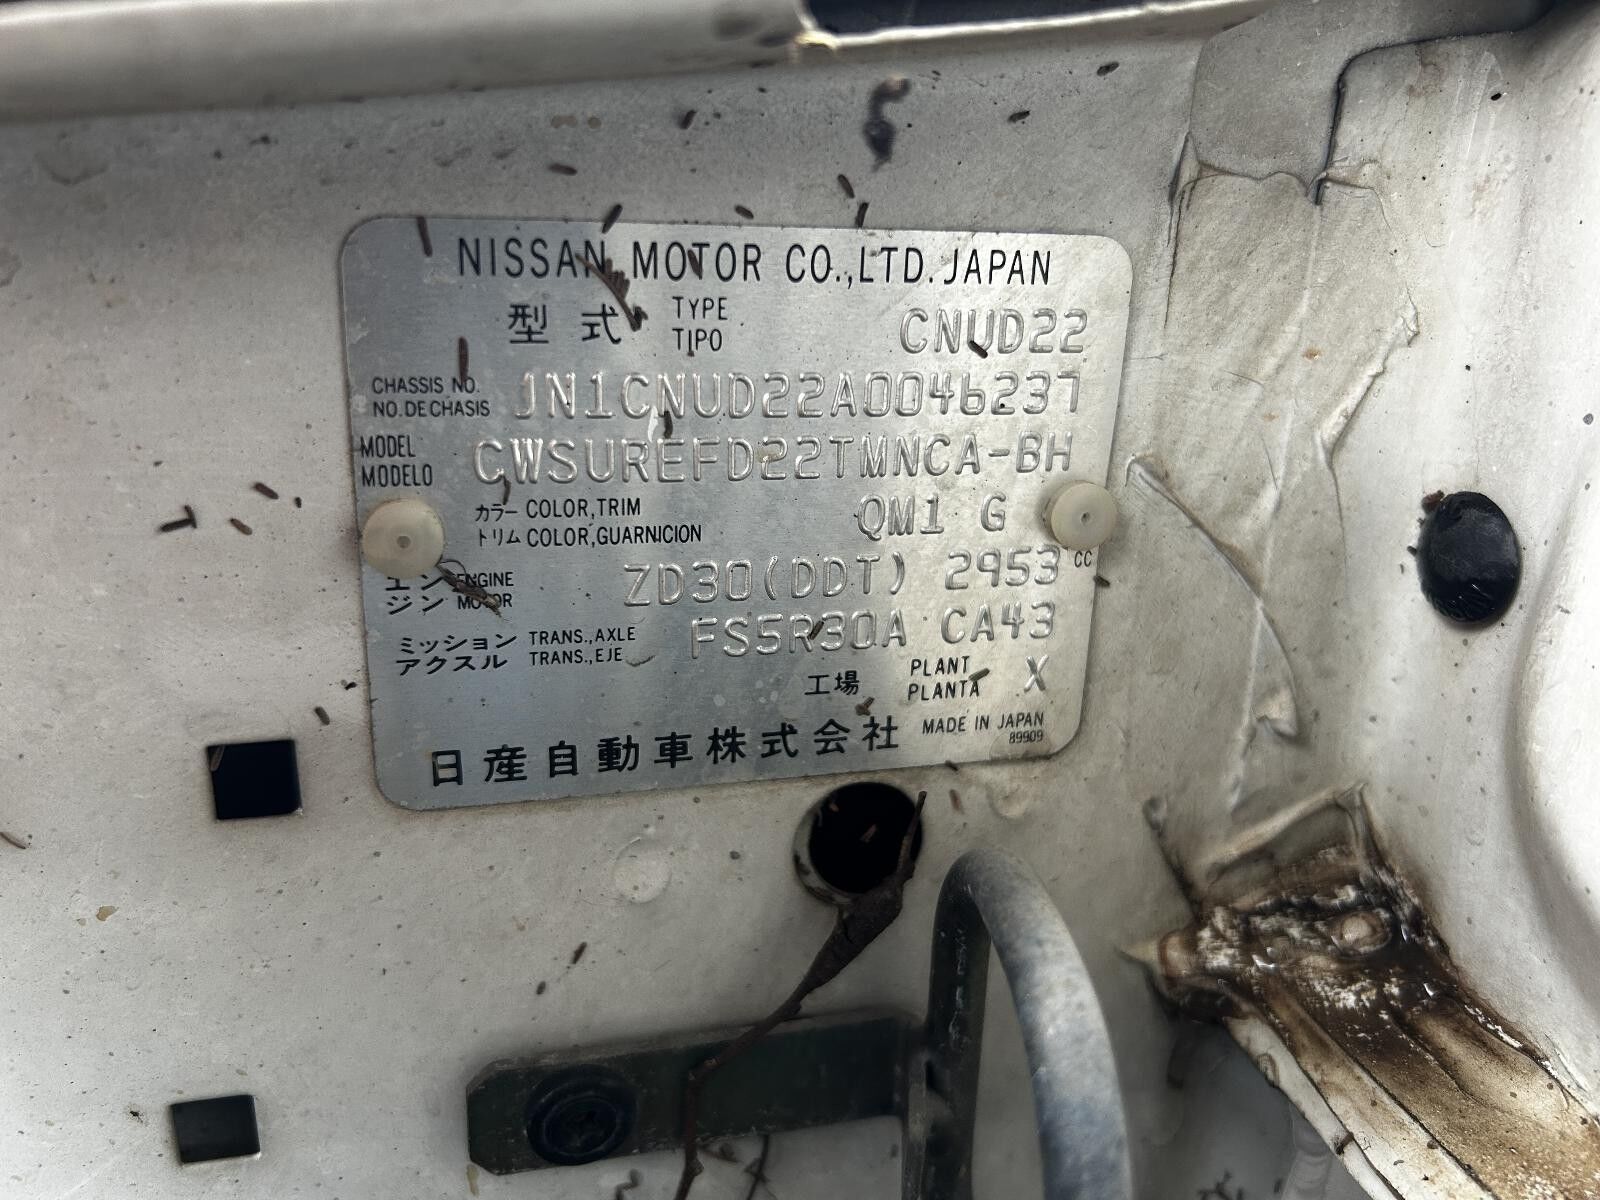 NISSAN MOTOR CO.,LTD. JAPAN
型式 TYPE CNUD22
TIPO
CHASSIS NO. JN1CNUD22A0046237
NO. DE CHASIS
MODEL CWSUREFD22TMNCA-BH
MODELO
カラー COLOR,TRIM QM1 G
トリム COLOR,GUARNICION
エン ENGINE ZD30(DDT) 2953 CC
ジン MOTOR
ミッション TRANS.,AXLE FS5R30A CA43
アクスル TRANS.,EJE
工場 PLANT X
PLANTA
日産自動車株式会社 MADE IN JAPAN
89909